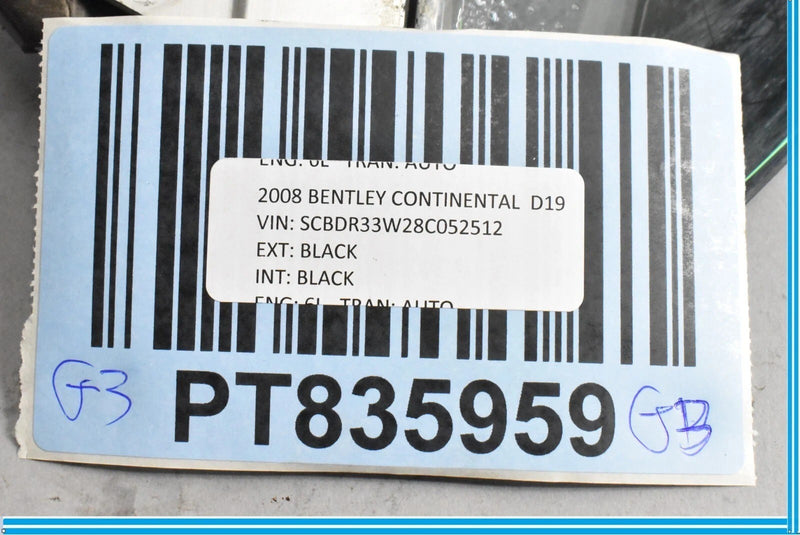 ENG: 6L TRAN: AUTO
2008 BENTLEY CONTINENTAL D19
VIN: SCBDR33W28C052512
EXT: BLACK
INT: BLACK
ENG: 6L TRAN: AUTO
G3 PT835959 GB